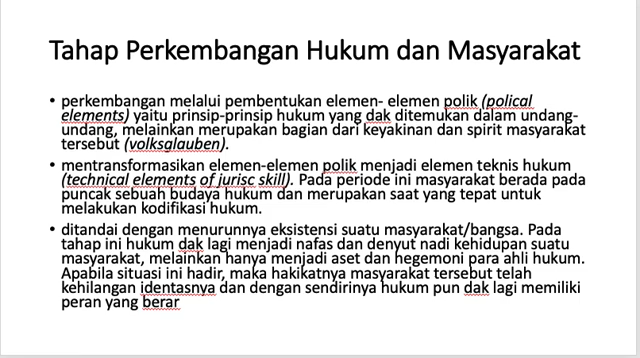 Tahap Perkembangan Hukum dan Masyarakat
• perkembangan melalui pembentukan elemen- elemen polik (polical
elements) yaitu prinsip-prinsip hukum yang dak ditemukan dalam undang-
undang, melainkan merupakan bagian dari keyakinan dan spirit masyarakat
tersebut (volksglauben).
• mentransformasikan elemen-elemen polik menjadi elemen teknis hukum
(technical elements of jurisc skill). Pada periode ini masyarakat berada pada
puncak sebuah budaya hukum dan merupakan saat yang tepat untuk
melakukan kodifikasi hukum.
• ditandai dengan menurunnya eksistensi suatu masyarakat/bangsa. Pada
tahap ini hukum dak lagi menjadi nafas dan denyut nadi kehidupan suatu
masyarakat, melainkan hanya menjadi aset dan hegemoni para ahli hukum.
Apabila situasi ini hadir, maka hakikatnya masyarakat tersebut telah
kehilangan identasnya dan dengan sendirinya hukum pun dak lagi memiliki
peran yang berar